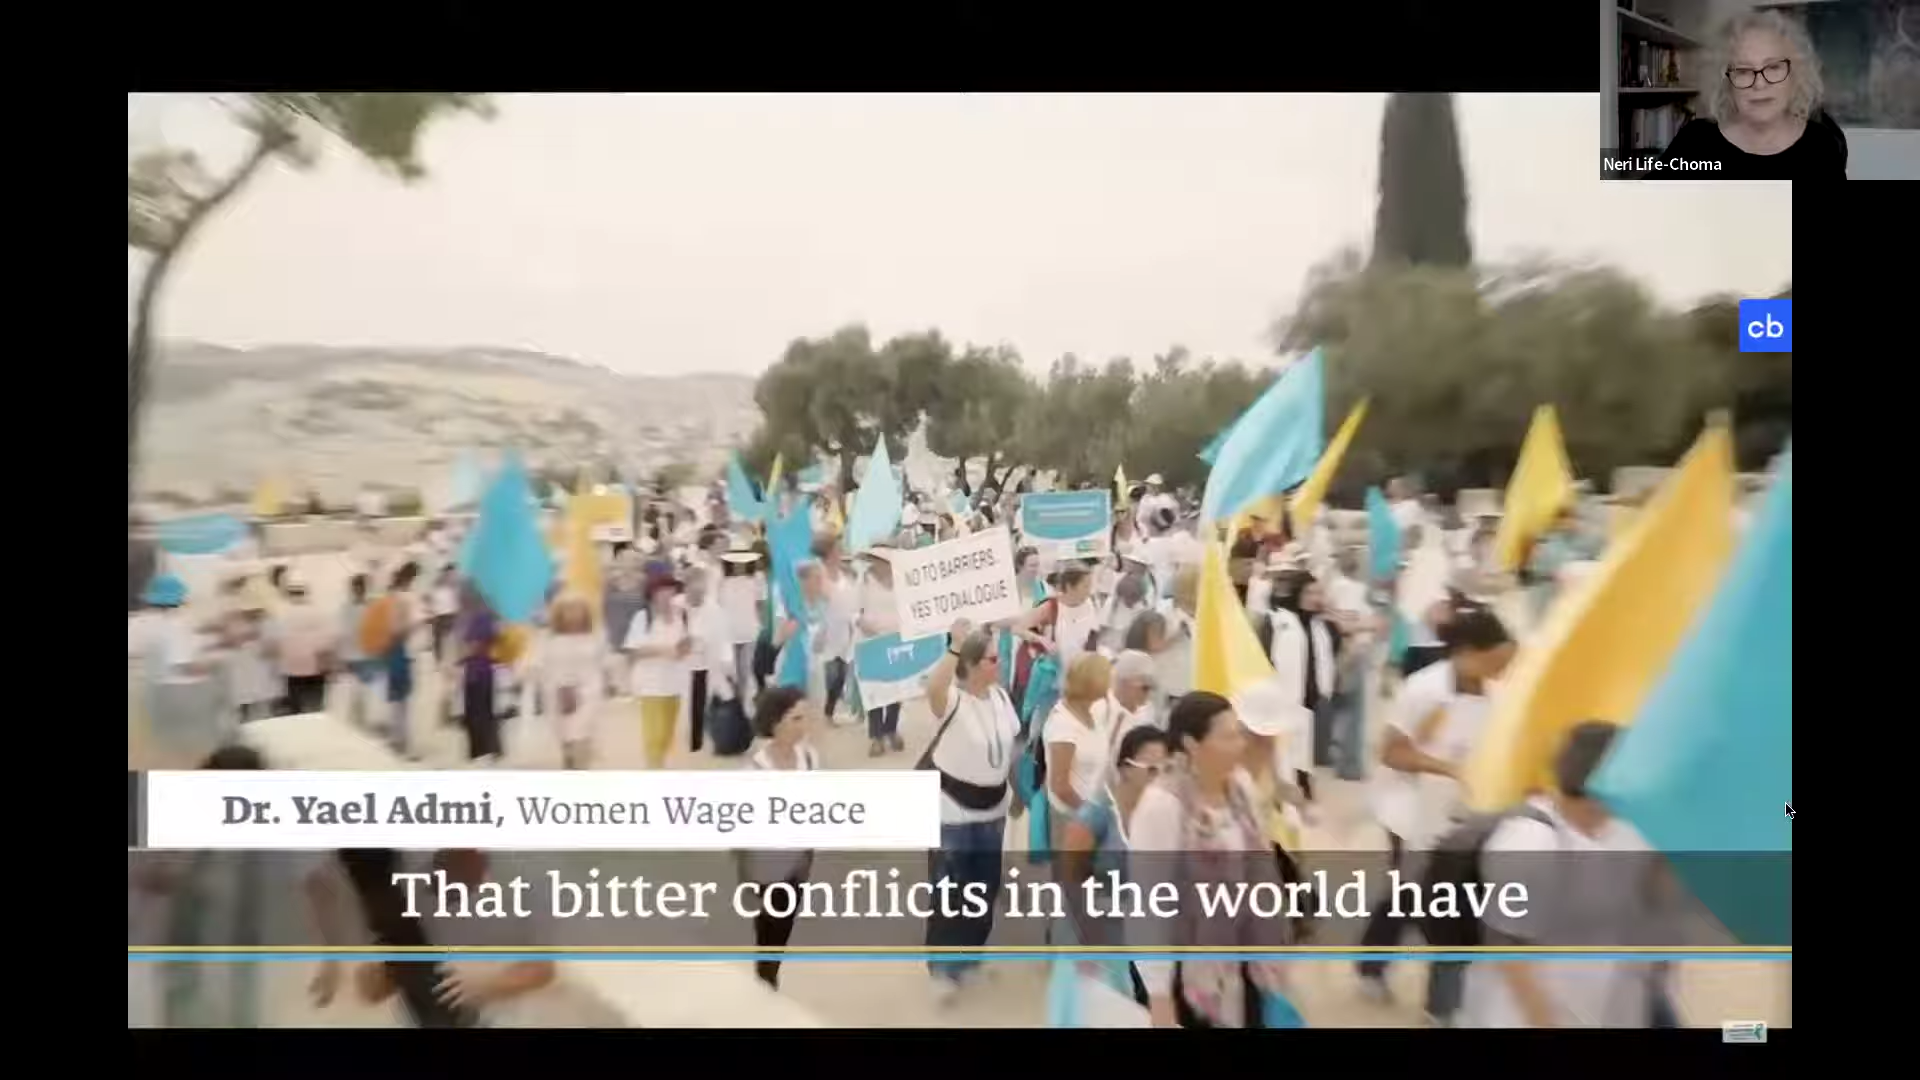 Neri Life-Choma
cb
NO TO BARRIERS
YES TO DIALOGUE
Dr. Yael Admi, Women Wage Peace
That bitter conflicts in the world have